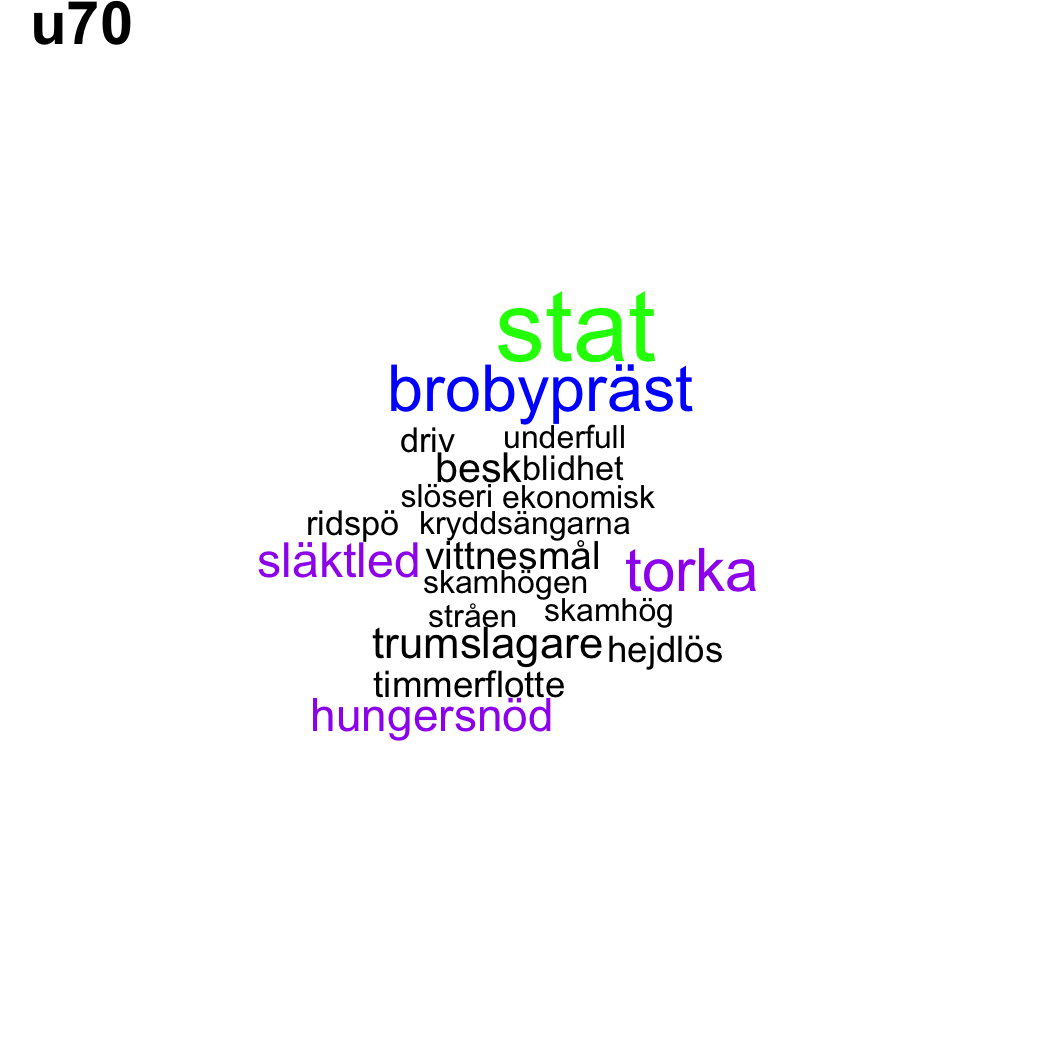 u70
stat
brobypräst
driv underfull
besk blidhet
slöseri ekonomisk
ridspö kryddsängarna
släktled vittnesmål torka
skamhögen
stråen skamhög
trumslagare hejdlös
timmerflotte
hungersnöd